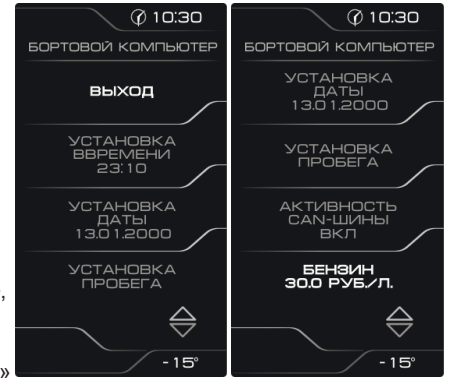 10:30
БОРТОВОЙ КОМПЬЮТЕР
ВЫХОД
УСТАНОВКА
ВВРЕМЕНИ
23:10
УСТАНОВКА
ДАТЫ
13.01.2000
УСТАНОВКА
ПРОБЕГА
-15°
10:30
БОРТОВОЙ КОМПЬЮТЕР
УСТАНОВКА
ДАТЫ
13.01.2000
УСТАНОВКА
ПРОБЕГА
АКТИВНОСТЬ
CAN-ШИНЫ
ВКЛ
БЕНЗИН
30.0 РУБ./Л.
-15°
,
»